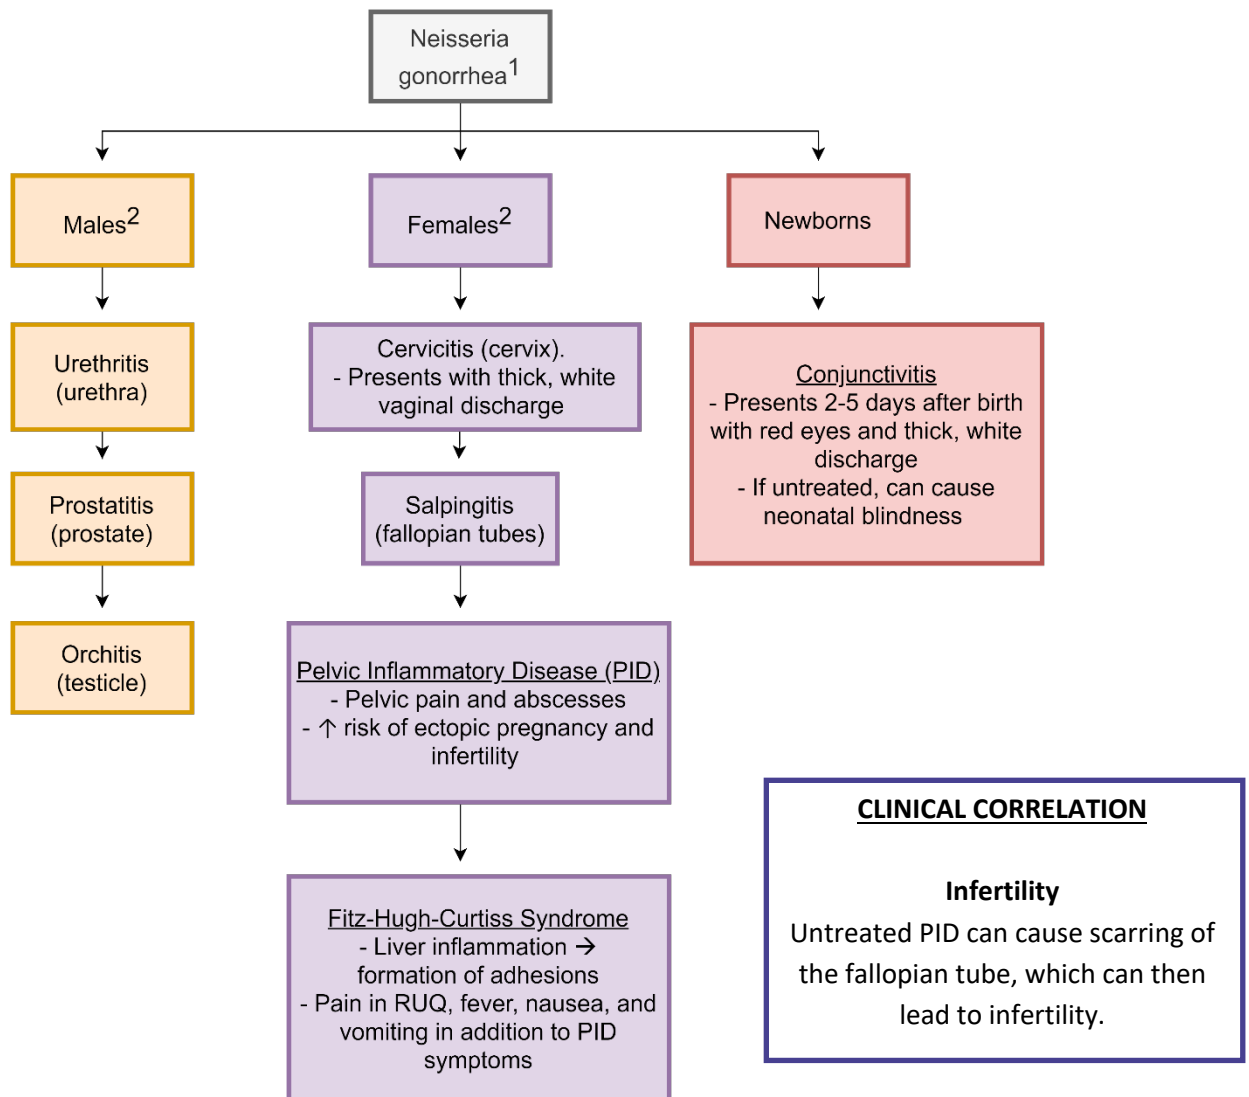 Neisseria
gonorrhea1
Males2
Females2
Newborns
Urethritis
(urethra)
Prostatitis
(prostate)
Orchitis
(testicle)
Cervicitis (cervix).
- Presents with thick, white
vaginal discharge
Salpingitis
(fallopian tubes)
Pelvic Inflammatory Disease (PID)
- Pelvic pain and abscesses
- ↑ risk of ectopic pregnancy and
infertility
Fitz-Hugh-Curtiss Syndrome
- Liver inflammation →
formation of adhesions
- Pain in RUQ, fever, nausea, and
vomiting in addition to PID
symptoms
Conjunctivitis
- Presents 2-5 days after birth
with red eyes and thick, white
discharge
- If untreated, can cause
neonatal blindness
CLINICAL CORRELATION
Infertility
Untreated PID can cause scarring of
the fallopian tube, which can then
lead to infertility.